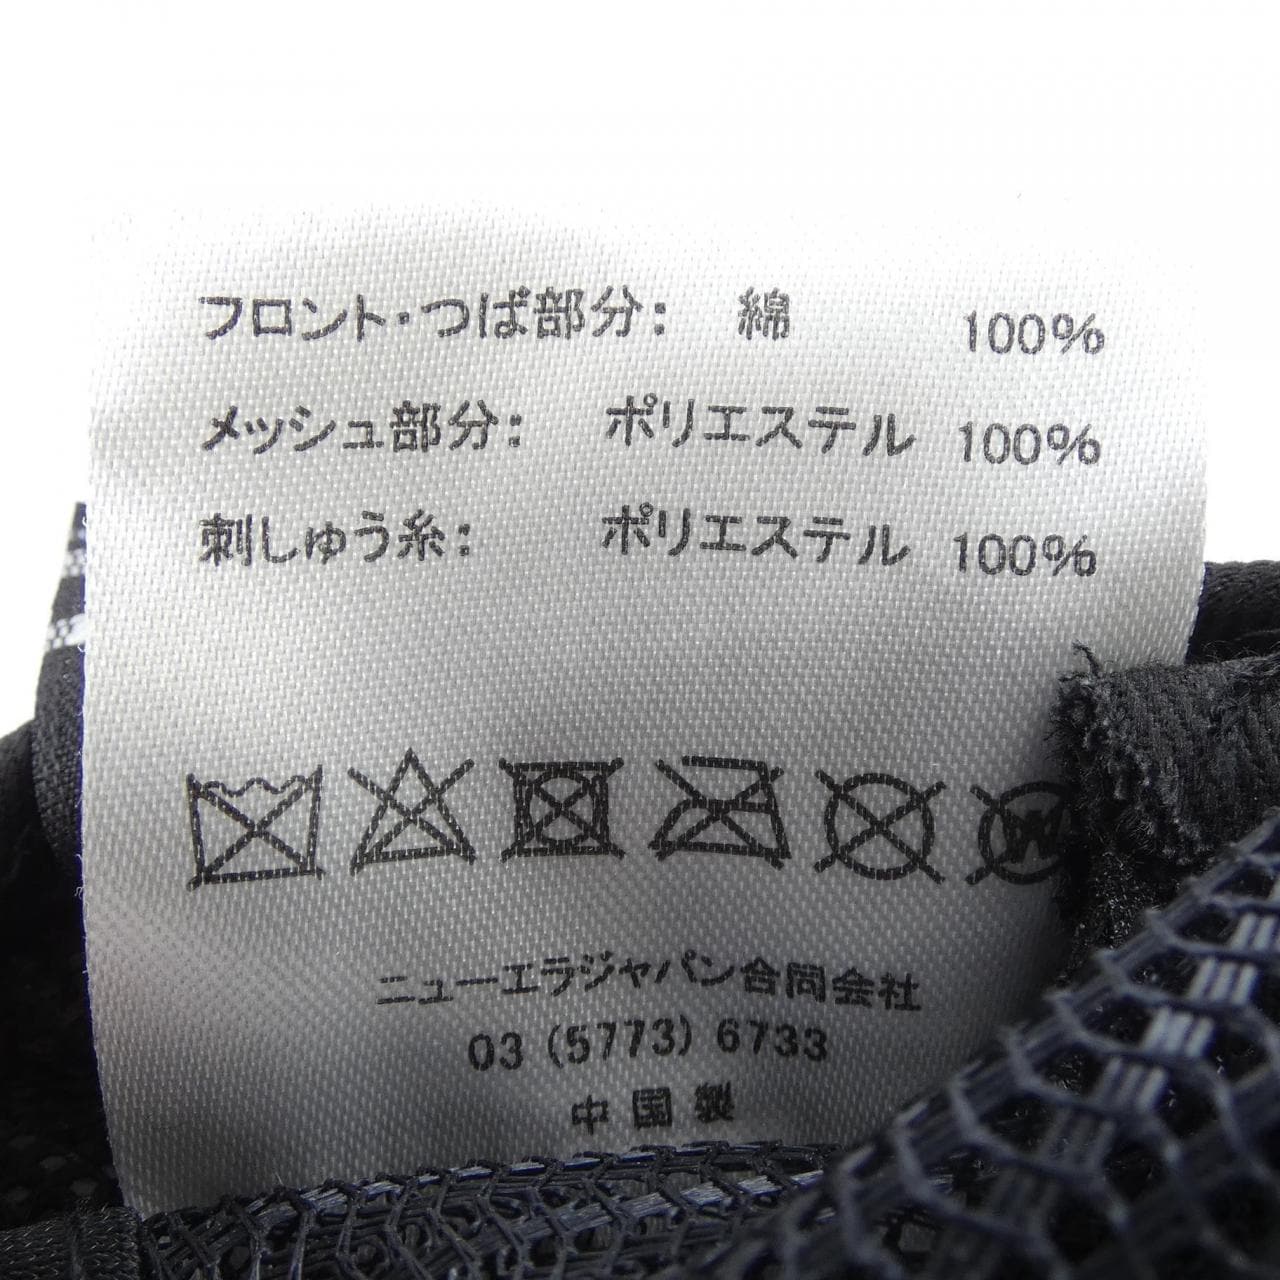 フロント・つば部分: 綿 100%
メッシュ部分: ポリエステル 100%
刺しゅう糸: ポリエステル 100%
ニューエラジャパン合同会社
03 (5773) 6733
中国製